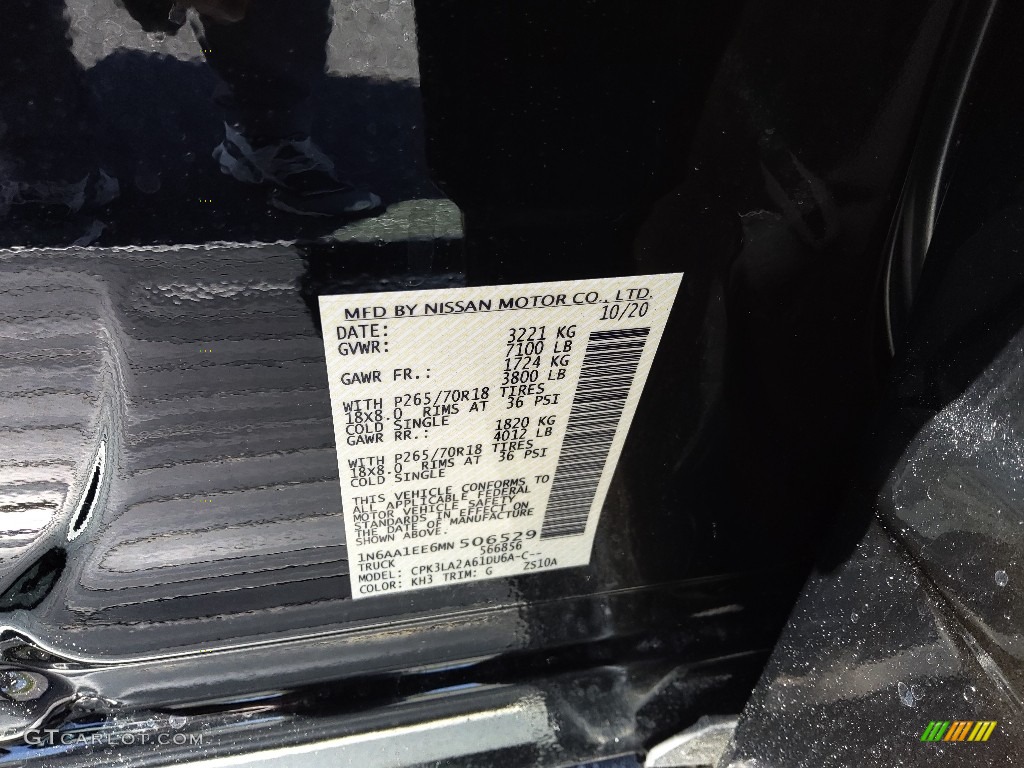 MFD BY NISSAN MOTOR CO., LTD.
DATE: 10/20
GVWR: 3221 KG
7100 LB
GAWR FR.: 1724 KG
3800 LB
WITH P265/70R18 TIRES
18X8.0 RIMS AT 36 PSI
COLD SINGLE
GAWR RR.: 1820 KG
4012 LB
WITH P265/70R18 TIRES
18X8.0 RIMS AT 36 PSI
COLD SINGLE
THIS VEHICLE CONFORMS TO
ALL APPLICABLE FEDERAL
MOTOR VEHICLE SAFETY
STANDARDS IN EFFECT ON
THE DATE OF MANUFACTURE
SHOWN ABOVE.
1N6AA1EE6MN506529
TRUCK 566856
MODEL: CPK3LA2A61DU6A-C--
COLOR: KH3 TRIM: G ZS10A
GTCARLOT.COM